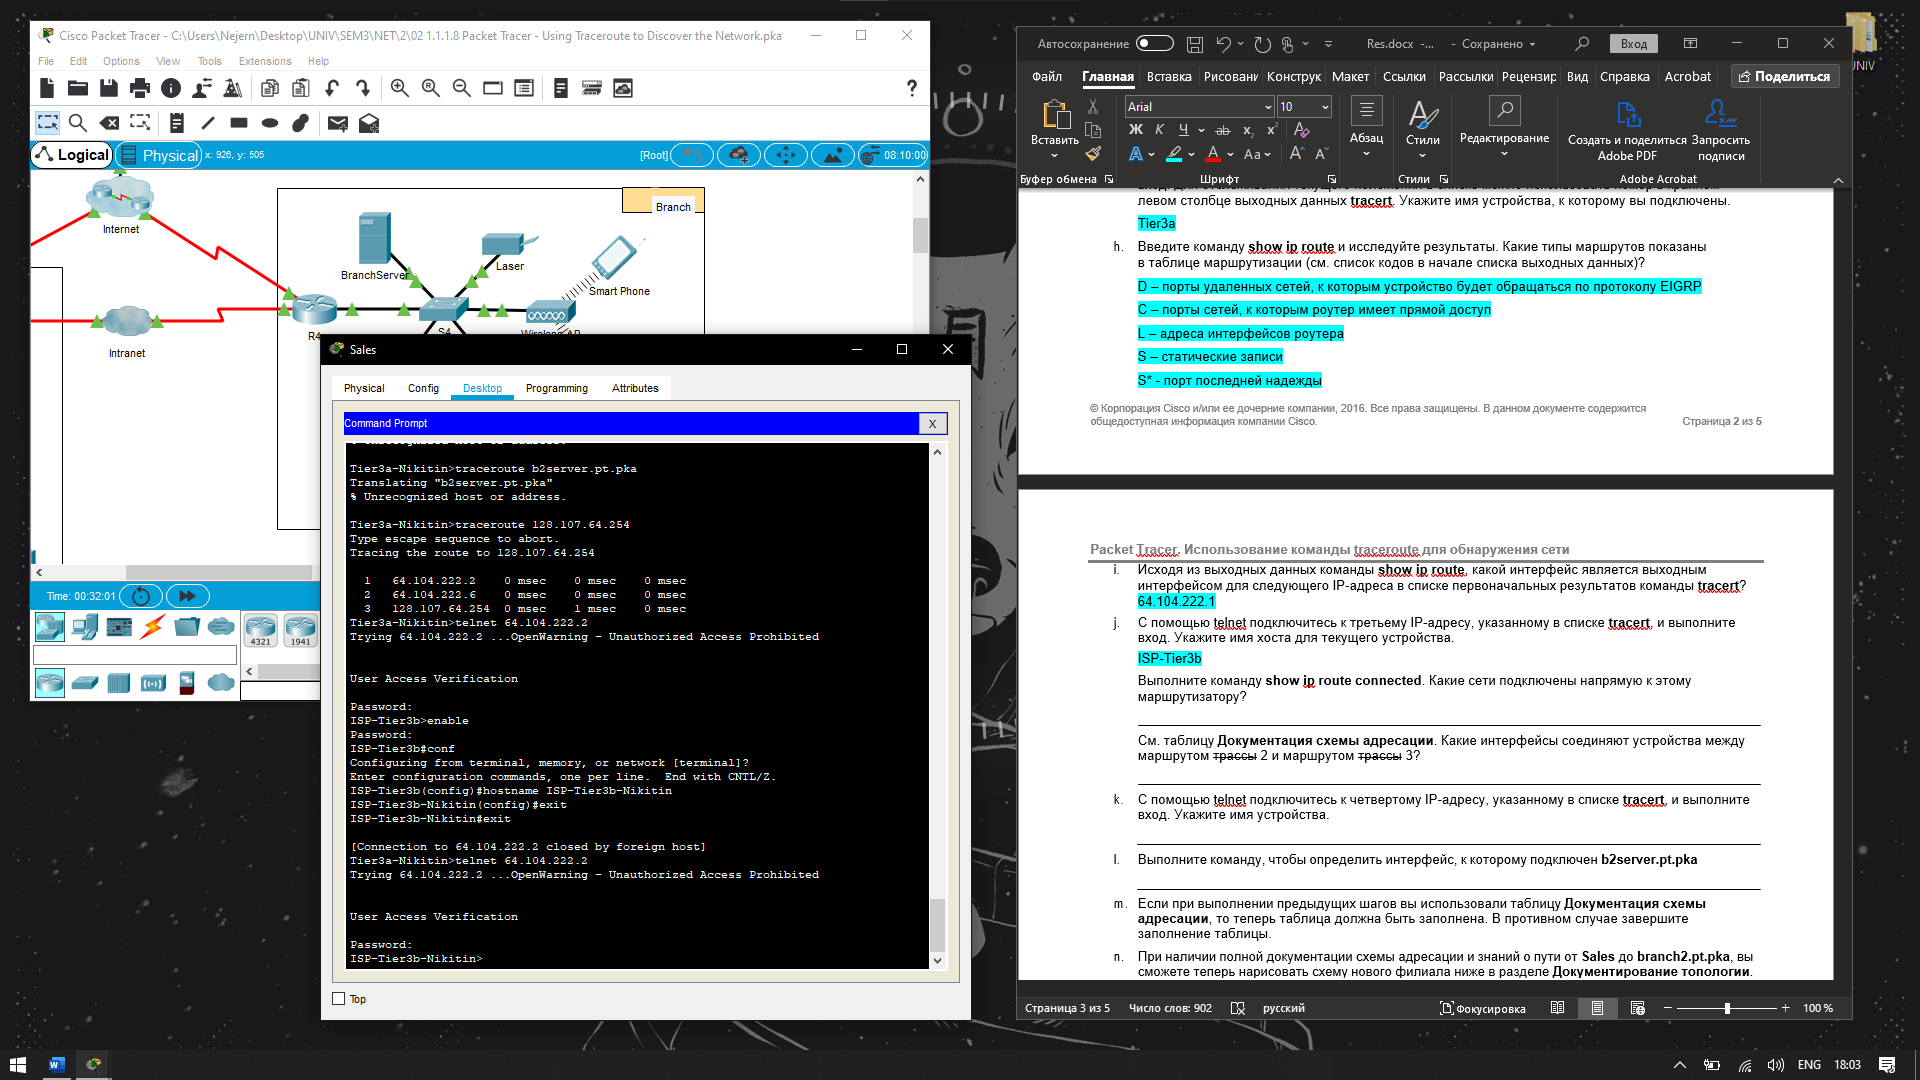 Cisco Packet Tracer - C:\Users\Nejern\Desktop\UNIV\SEM3\NET\2\02 1.1.1.8 Packet Tracer - Using Traceroute to Discover the Network.pka
File Edit Options View Tools Extensions Help
Logical
Physical
x: 926, y: 505
[Root]
08:10:00
Internet
Intranet
Branch
BranchServer
Laser
Smart Phone
S4
R4
Time: 00:32:01
4321
1941
Sales
Physical Config Desktop Programming Attributes
Command Prompt
X
Tier3a-Nikitin>traceroute b2server.pt.pka
Translating "b2server.pt.pka"
% Unrecognized host or address.
Tier3a-Nikitin>traceroute 128.107.64.254
Type escape sequence to abort.
Tracing the route to 128.107.64.254
1 64.104.222.2 0 msec 0 msec 0 msec
2 64.104.222.6 0 msec 0 msec 0 msec
3 128.107.64.254 0 msec 1 msec 0 msec
Tier3a-Nikitin>telnet 64.104.222.2
Trying 64.104.222.2 ...OpenWarning - Unauthorized Access Prohibited
User Access Verification
Password:
ISP-Tier3b>enable
Password:
ISP-Tier3b#conf
Configuring from terminal, memory, or network [terminal]?
Enter configuration commands, one per line. End with CNTL/Z.
ISP-Tier3b(config)#hostname ISP-Tier3b-Nikitin
ISP-Tier3b-Nikitin(config)#exit
ISP-Tier3b-Nikitin#exit
[Connection to 64.104.222.2 closed by foreign host]
Tier3a-Nikitin>telnet 64.104.222.2
Trying 64.104.222.2 ...OpenWarning - Unauthorized Access Prohibited
User Access Verification
Password:
ISP-Tier3b-Nikitin>
Top
Автосохранение
Res.docx -... - Сохранено
Вход
Файл Главная Вставка Рисовани Конструк Макет Ссылки Рассылки Рецензир Вид Справка Acrobat Поделиться
Вставить
Arial 10
Ж К Ч ab x₂ x²
A A Aa A A
Абзац
Стили
Редактирование
Создать и поделиться Adobe PDF
Запросить подписи
Буфер обмена Шрифт Стили Adobe Acrobat
левом столбце выходных данных tracert. Укажите имя устройства, к которому вы подключены.
Tier3a
h. Введите команду show ip route и исследуйте результаты. Какие типы маршрутов показаны
в таблице маршрутизации (см. список кодов в начале списка выходных данных)?
D – порты удаленных сетей, к которым устройство будет обращаться по протоколу EIGRP
C – порты сетей, к которым роутер имеет прямой доступ
L – адреса интерфейсов роутера
S – статические записи
S* - порт последней надежды
© Корпорация Cisco и/или ее дочерние компании, 2016. Все права защищены. В данном документе содержится
общедоступная информация компании Cisco.
Страница 2 из 5
Packet Tracer. Использование команды traceroute для обнаружения сети
i. Исходя из выходных данных команды show ip route, какой интерфейс является выходным
интерфейсом для следующего IP-адреса в списке первоначальных результатов команды tracert?
64.104.222.1
j. С помощью telnet подключитесь к третьему IP-адресу, указанному в списке tracert, и выполните
вход. Укажите имя хоста для текущего устройства.
ISP-Tier3b
Выполните команду show ip route connected. Какие сети подключены напрямую к этому
маршрутизатору?
См. таблицу Документация схемы адресации. Какие интерфейсы соединяют устройства между
маршрутом трассы 2 и маршрутом трассы 3?
k. С помощью telnet подключитесь к четвертому IP-адресу, указанному в списке tracert, и выполните
вход. Укажите имя устройства.
l. Выполните команду, чтобы определить интерфейс, к которому подключен b2server.pt.pka
m. Если при выполнении предыдущих шагов вы использовали таблицу Документация схемы
адресации, то теперь таблица должна быть заполнена. В противном случае завершите
заполнение таблицы.
n. При наличии полной документации схемы адресации и знаний о пути от Sales до branch2.pt.pka, вы
сможете теперь нарисовать схему нового филиала ниже в разделе Документирование топологии.
Страница 3 из 5 Число слов: 902 русский Фокусировка 100 %
UNIV
ENG 18:03